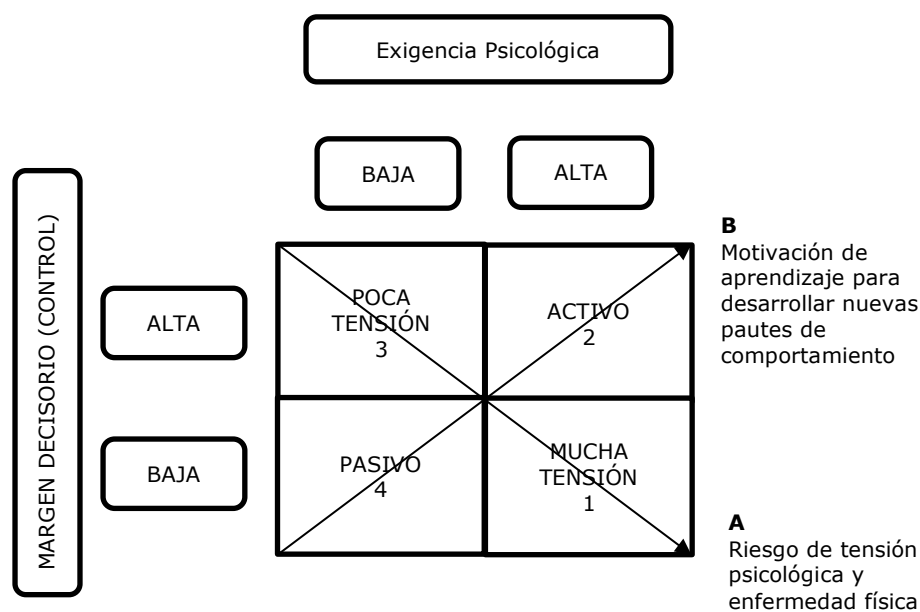 Exigencia Psicológica
BAJA
ALTA
MARGEN DECISORIO (CONTROL)
ALTA
BAJA
POCA
TENSIÓN
3
ACTIVO
2
PASIVO
4
MUCHA
TENSIÓN
1
B
Motivación de
aprendizaje para
desarrollar nuevas
pautes de
comportamiento
A
Riesgo de tensión
psicológica y
enfermedad física